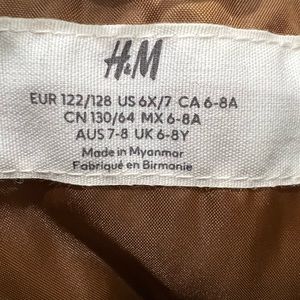 H&M
EUR 122/128 US 6X/7 CA 6-8A
CN 130/64 MX 6-8A
AUS 7-8 UK 6-8Y
Made in Myanmar
Fabriqué en Birmanie